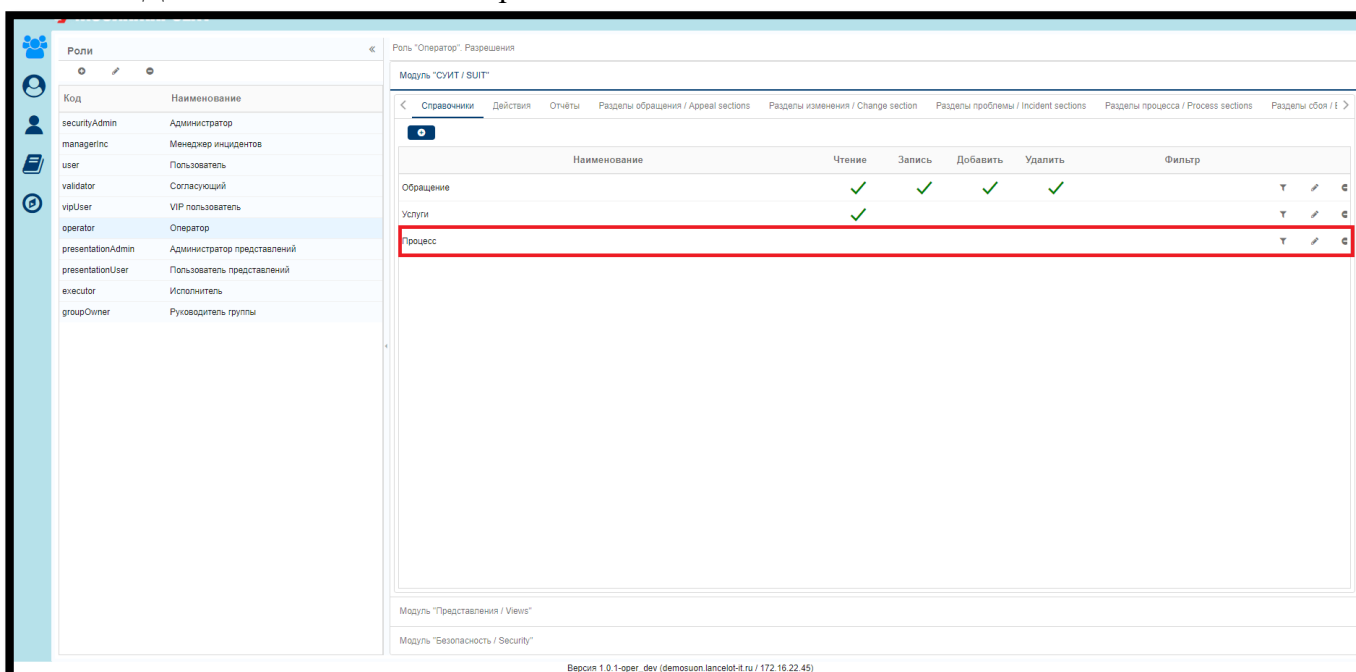 Роли
Код Наименование
securityAdmin Администратор
managerInc Менеджер инцидентов
user Пользователь
validator Согласующий
vipUser VIP пользователь
operator Оператор
presentationAdmin Администратор представлений
presentationUser Пользователь представлений
executor Исполнитель
groupOwner Руководитель группы
Роль "Оператор". Разрешения
Модуль "СУИТ / SUIT"
Справочники Действия Отчёты Разделы обращения / Appeal sections Разделы изменения / Change section Разделы проблемы / Incident sections Разделы процесса / Process sections Разделы сбоя /
Наименование Чтение Запись Добавить Удалить Фильтр
Обращение
Услуги
Процесс
Модуль "Представления / Views"
Модуль "Безопасность / Security"
Версия 1.0.1-oper_dev (demosuon.lancelot-it.ru / 172.16.22.45)